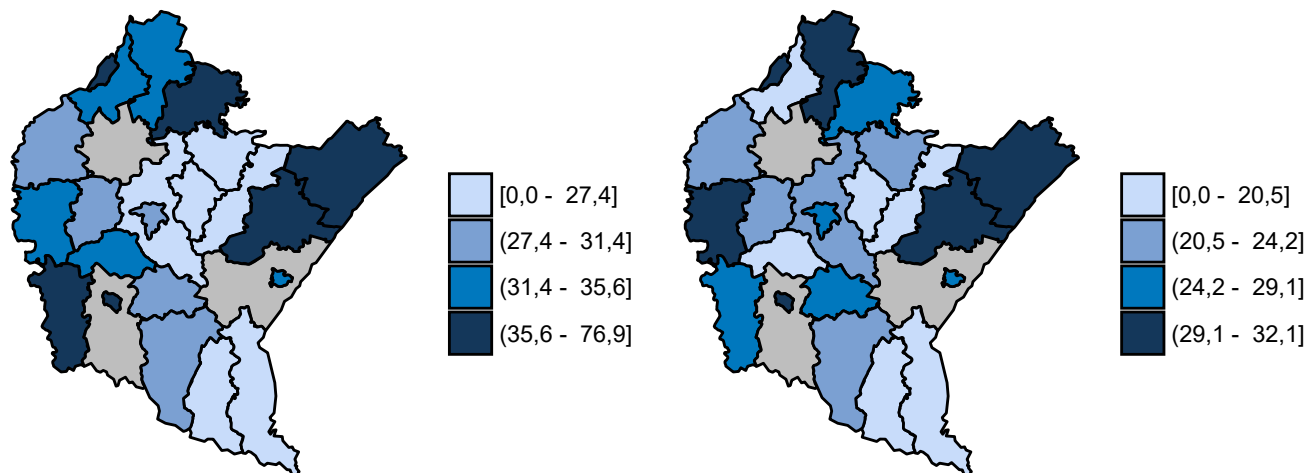 [0,0 - 27,4]
(27,4 - 31,4]
(31,4 - 35,6]
(35,6 - 76,9]
[0,0 - 20,5]
(20,5 - 24,2]
(24,2 - 29,1]
(29,1 - 32,1]